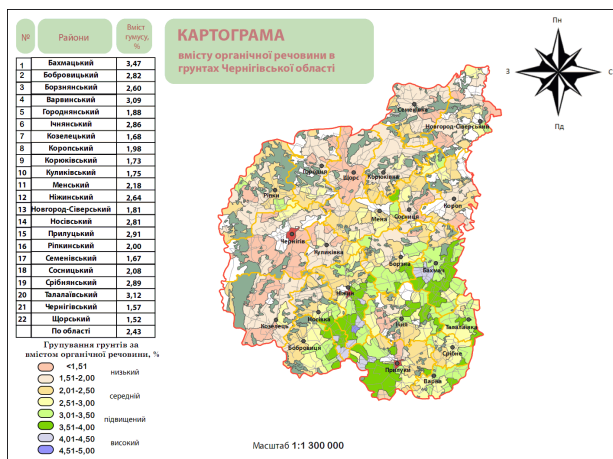 № Райони Вміст гумусу, %
1 Бахмацький 3,47
2 Бобровицький 2,82
3 Борзнянський 2,60
4 Варвинський 3,09
5 Городнянський 1,88
6 Ічнянський 2,86
7 Козелецький 1,68
8 Коропський 1,98
9 Корюківський 1,73
10 Куликівський 1,75
11 Менський 2,18
12 Ніжинський 2,64
13 Новгород-Сіверський 1,81
14 Носівський 2,81
15 Прилуцький 2,91
16 Ріпкинський 2,00
17 Семенівський 1,67
18 Сосницький 2,08
19 Срібнянський 2,89
20 Талалаївський 3,12
21 Чернігівський 1,57
22 Щорський 1,52
По області 2,43
Групування грунтів за
вмістом органічної речовини, %
<1,51
1,51-2,00
низький
2,01-2,50
2,51-3,00
середній
3,01-3,50
3,51-4,00
підвищений
4,01-4,50
4,51-5,00
високий
КАРТОГРАМА
вмісту органічної речовини в
грунтах Чернігівської області
Пн
З
С
Пд
Семенівка
Новгород-Сіверський
Городня
Щорс
Корюківка
Ріпки
Короп
Мена
Сосниця
Чернігів
Куликівка
Борзна
Бахмач
Ніжин
Козелець
Носівка
Ічня
Талалаївка
Бобровиця
Срібне
Прилуки
Варва
Масштаб 1:1 300 000